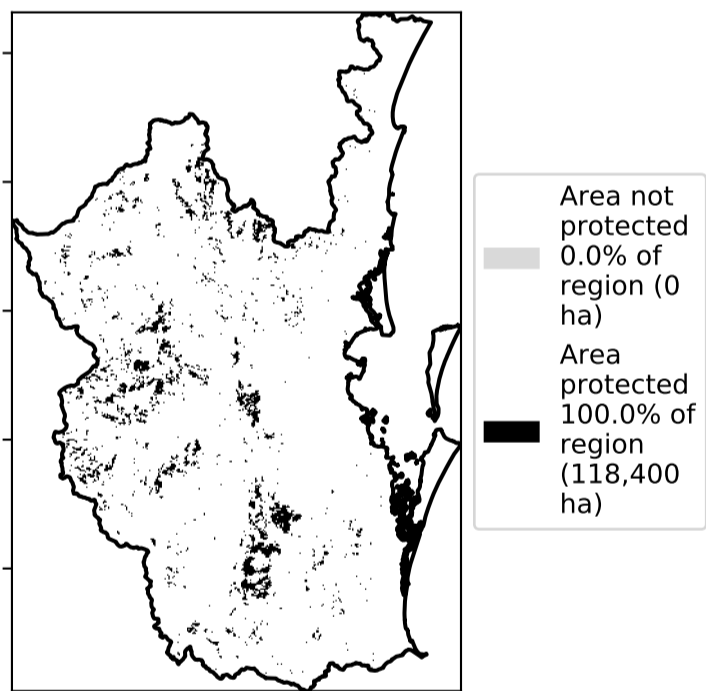 Area not
protected
0.0% of
region (0
ha)
Area
protected
100.0% of
region
(118,400
ha)